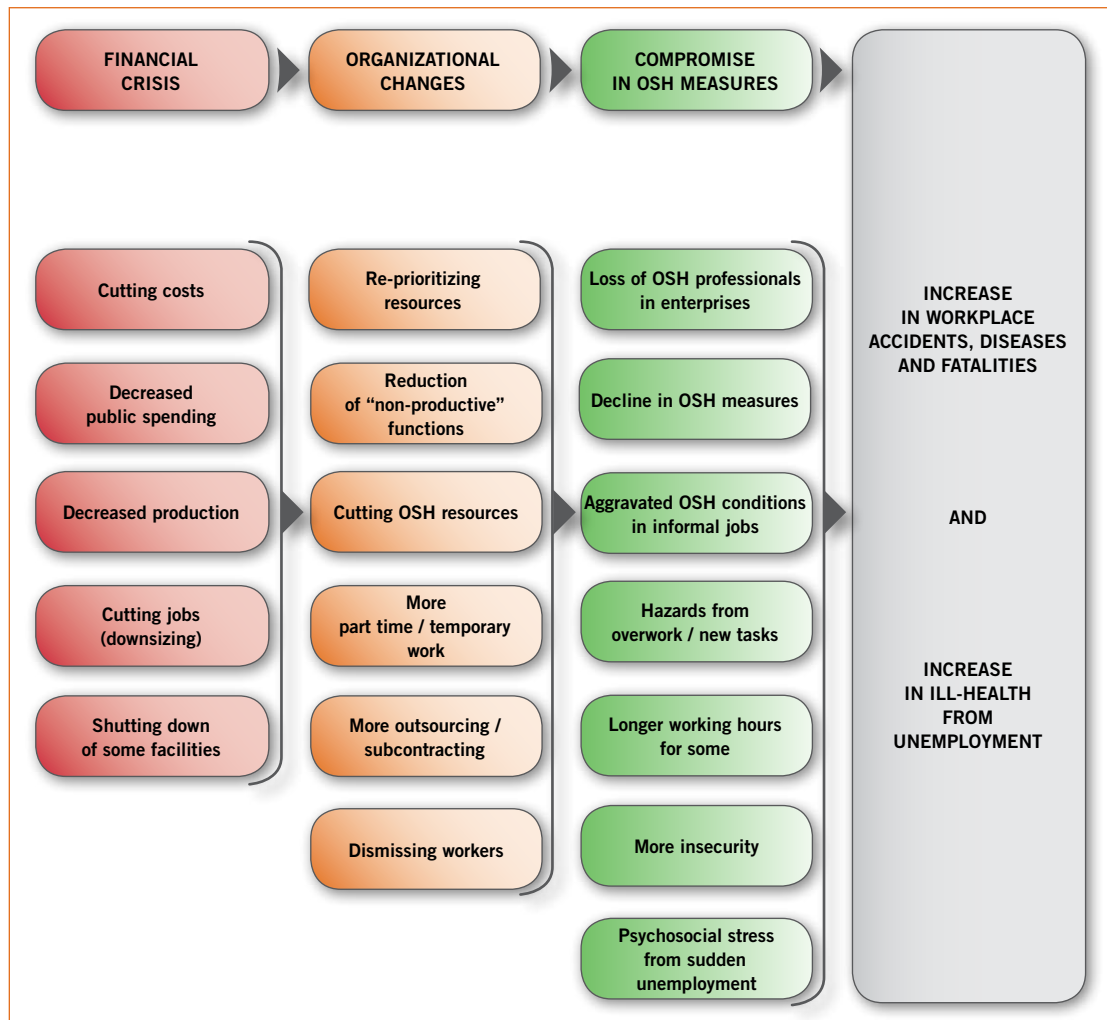 FINANCIAL
CRISIS
ORGANIZATIONAL
CHANGES
COMPROMISE
IN OSH MEASURES
Cutting costs
Decreased
public spending
Decreased production
Cutting jobs
(downsizing)
Shutting down
of some facilities
Re-prioritizing
resources
Reduction
of “non-productive”
functions
Cutting OSH resources
More
part time / temporary
work
More outsourcing /
subcontracting
Dismissing workers
Loss of OSH professionals
in enterprises
Decline in OSH measures
Aggravated OSH conditions
in informal jobs
Hazards from
overwork / new tasks
Longer working hours
for some
More insecurity
Psychosocial stress
from sudden
unemployment
INCREASE
IN WORKPLACE
ACCIDENTS, DISEASES
AND FATALITIES
AND
INCREASE
IN ILL-HEALTH
FROM
UNEMPLOYMENT